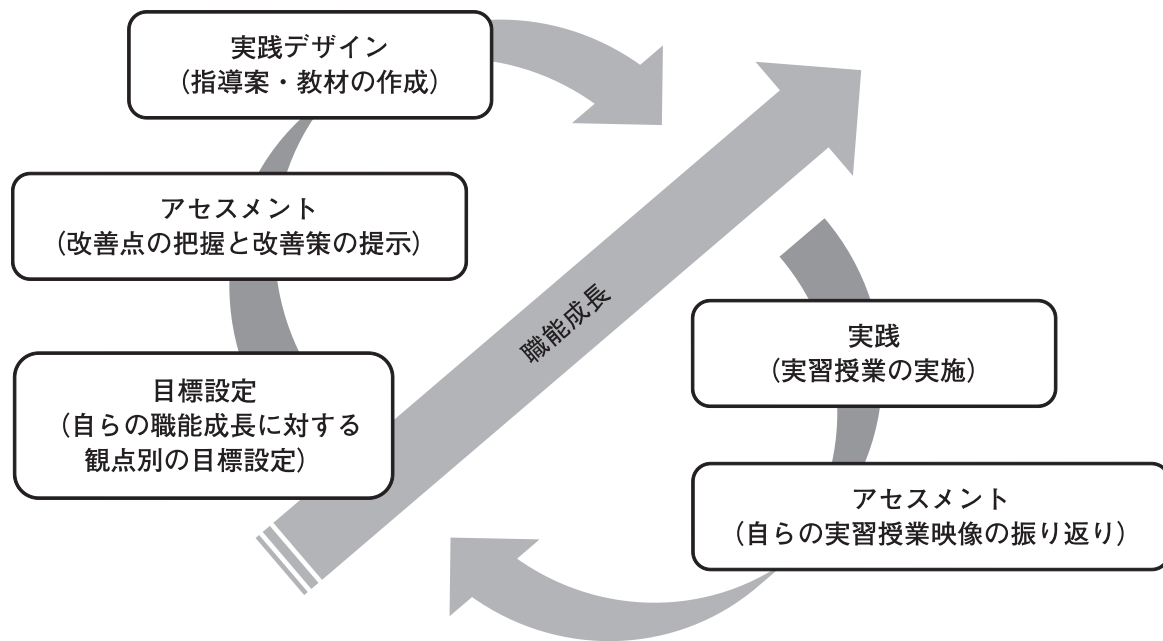 実践デザイン
（指導案・教材の作成）
アセスメント
（改善点の把握と改善策の提示）
目標設定
（自らの職能成長に対する
観点別の目標設定）
職能成長
実践
（実習授業の実施）
アセスメント
（自らの実習授業映像の振り返り）